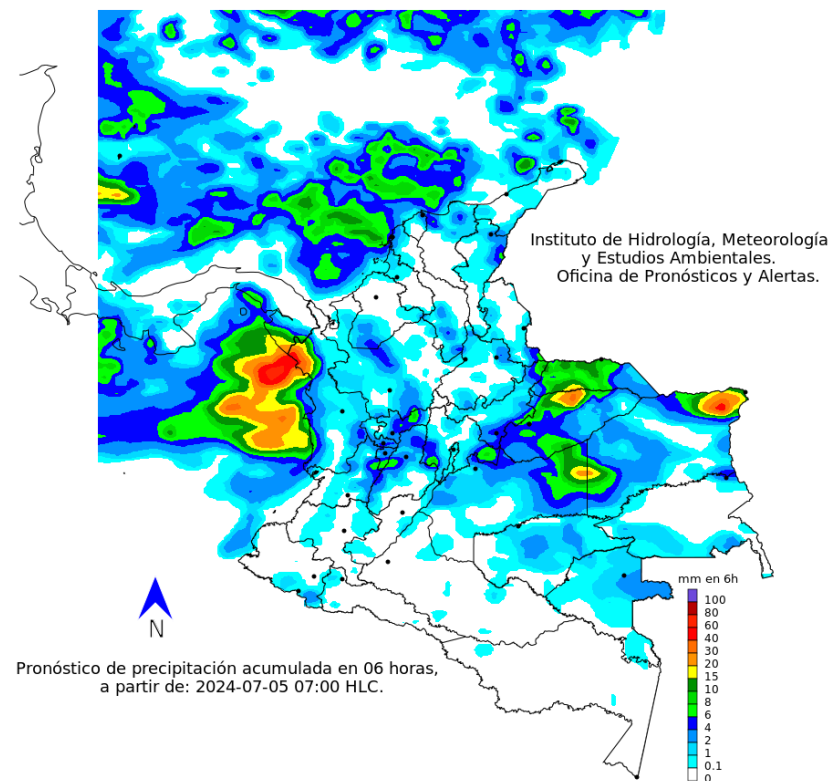 Instituto de Hidrología, Meteorología
y Estudios Ambientales.
Oficina de Pronósticos y Alertas.
N
Pronóstico de precipitación acumulada en 06 horas,
a partir de: 2024-07-05 07:00 HLC.
mm en 6h
100
80
60
40
30
20
15
10
8
6
4
2
1
0.1
0